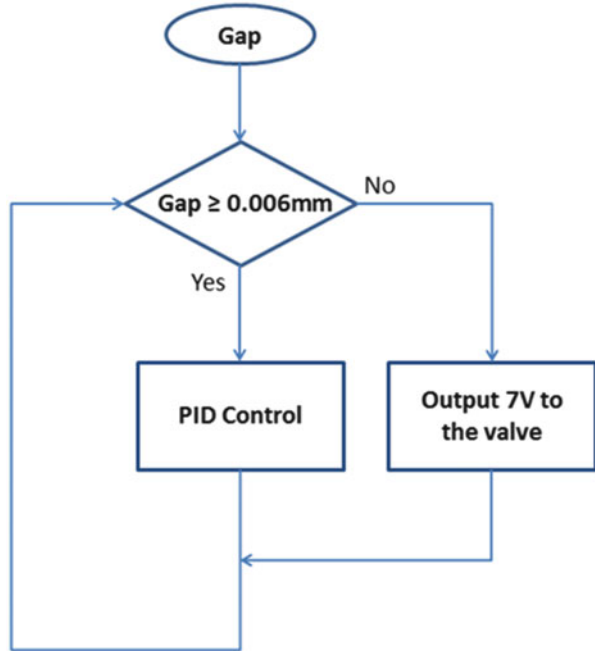 Gap
Gap ≥ 0.006mm
No
Yes
PID Control
Output 7V to
the valve